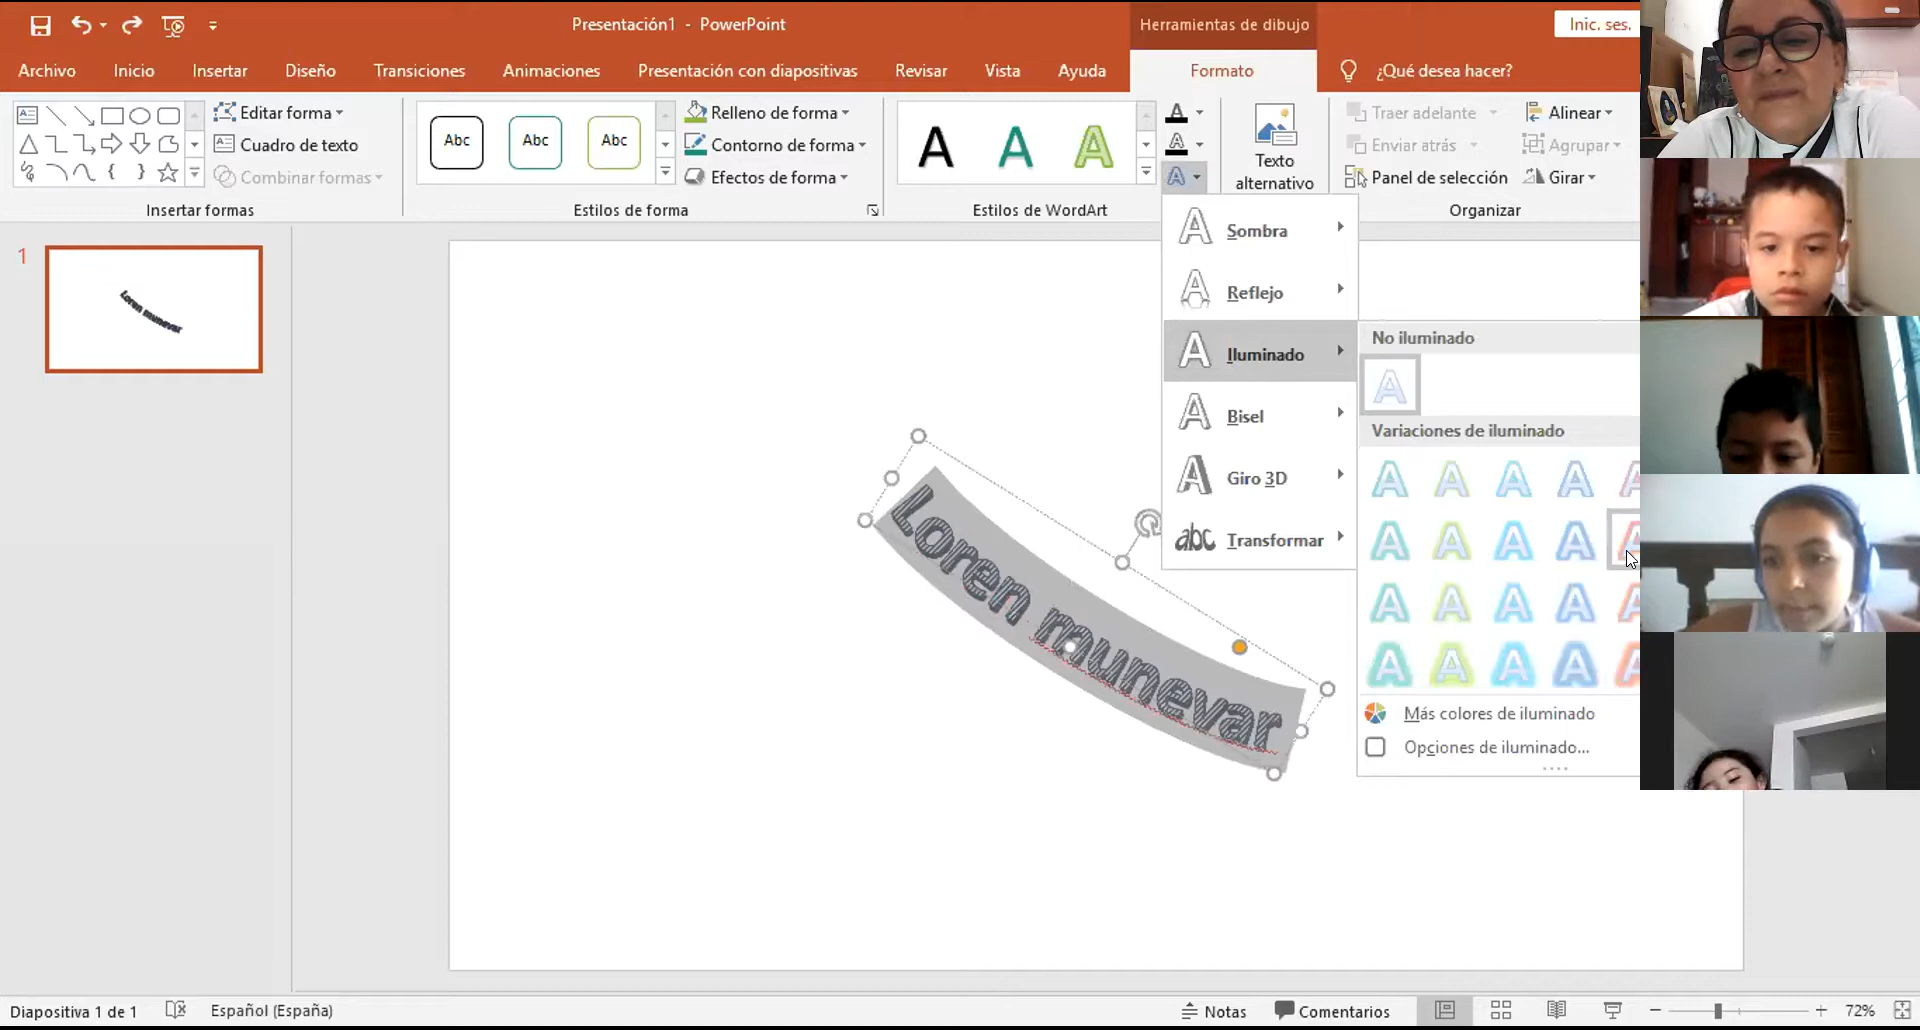 Presentación1 - PowerPoint
Herramientas de dibujo
Inic. ses.
Archivo
Inicio
Insertar
Diseño
Transiciones
Animaciones
Presentación con diapositivas
Revisar
Vista
Ayuda
Formato
¿Qué desea hacer?
Editar forma
Cuadro de texto
Combinar formas
Insertar formas
Abc
Abc
Abc
Relleno de forma
Contorno de forma
Efectos de forma
Estilos de forma
A
A
A
Estilos de WordArt
Texto
alternativo
Traer adelante
Enviar atrás
Panel de selección
Alinear
Agrupar
Girar
Organizar
Sombra
Reflejo
Iluminado
Bisel
Giro 3D
abc Transformar
No iluminado
Variaciones de iluminado
Más colores de iluminado
Opciones de iluminado...
1
Loren munevar
Loren munevar
Diapositiva 1 de 1
Español (España)
Notas
Comentarios
72%